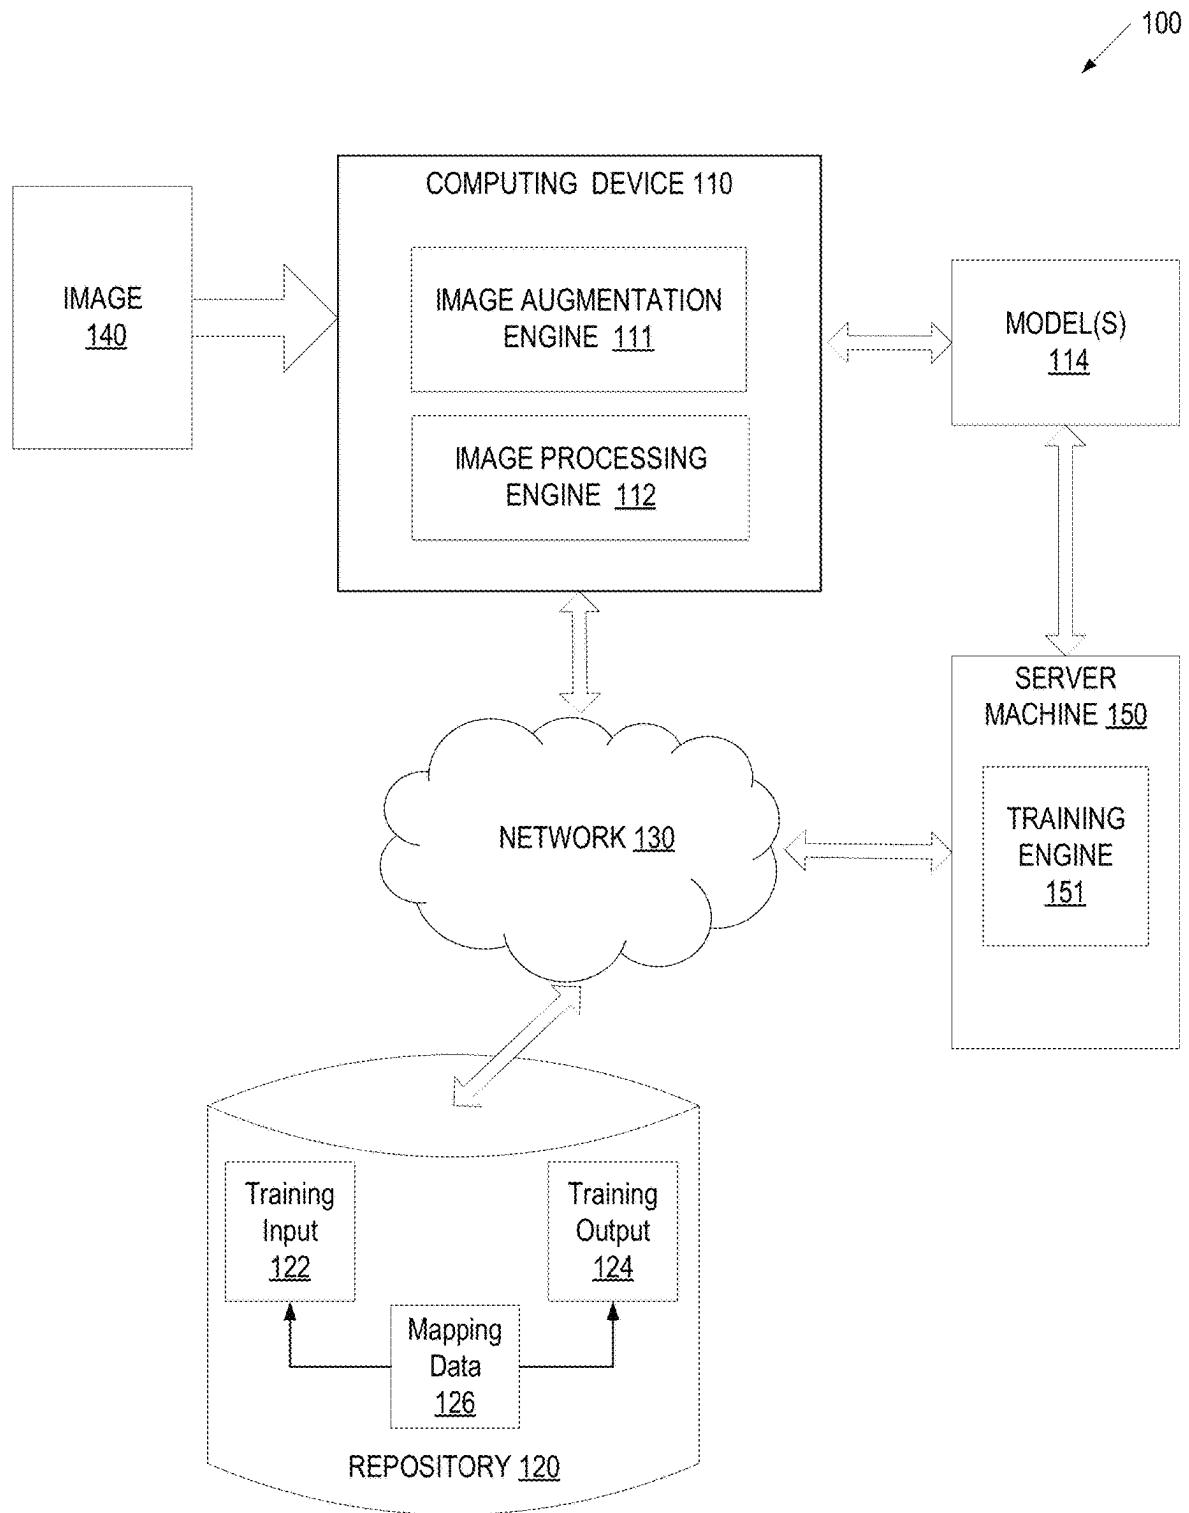 100
COMPUTING DEVICE 110
IMAGE
140
IMAGE AUGMENTATION
ENGINE 111
MODEL(S)
114
IMAGE PROCESSING
ENGINE 112
SERVER
MACHINE 150
TRAINING
ENGINE
151
NETWORK 130
Training
Input
122
Training
Output
124
Mapping
Data
126
REPOSITORY 120